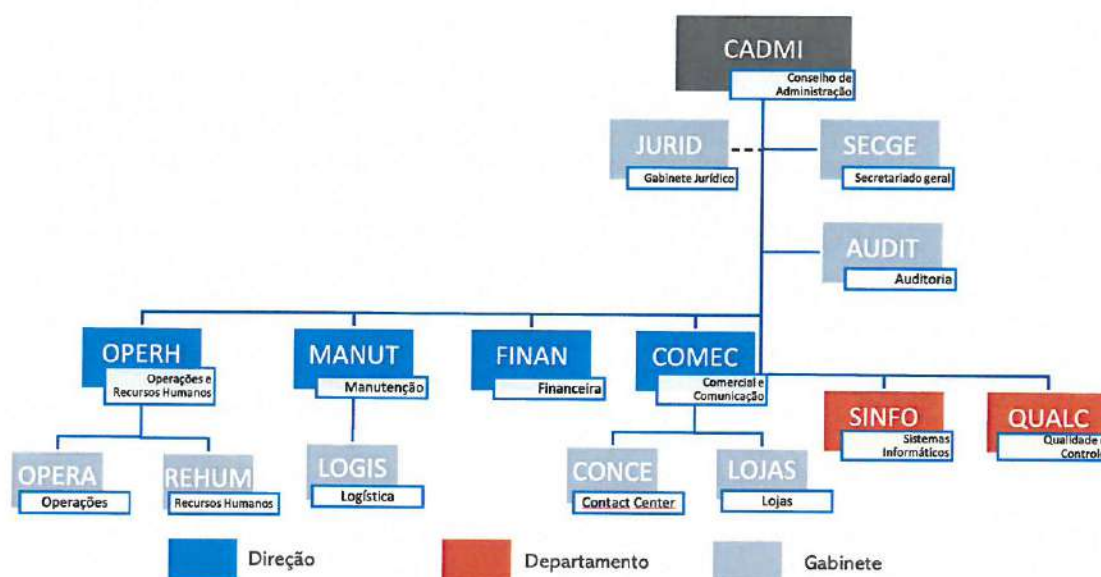 CADMI
Conselho de
Administração
JURID
Gabinete Jurídico
SECGE
Secretariado geral
AUDIT
Auditoria
OPERH
Operações e
Recursos Humanos
MANUT
Manutenção
FINAN
Financeira
COMEC
Comercial e
Comunicação
SINFO
Sistemas
Informáticos
QUALC
Qualidade
Controle
OPERA
Operações
REHUM
Recursos Humanos
LOGIS
Logística
CONCE
Contact Center
LOJAS
Lojas
Direção
Departamento
Gabinete